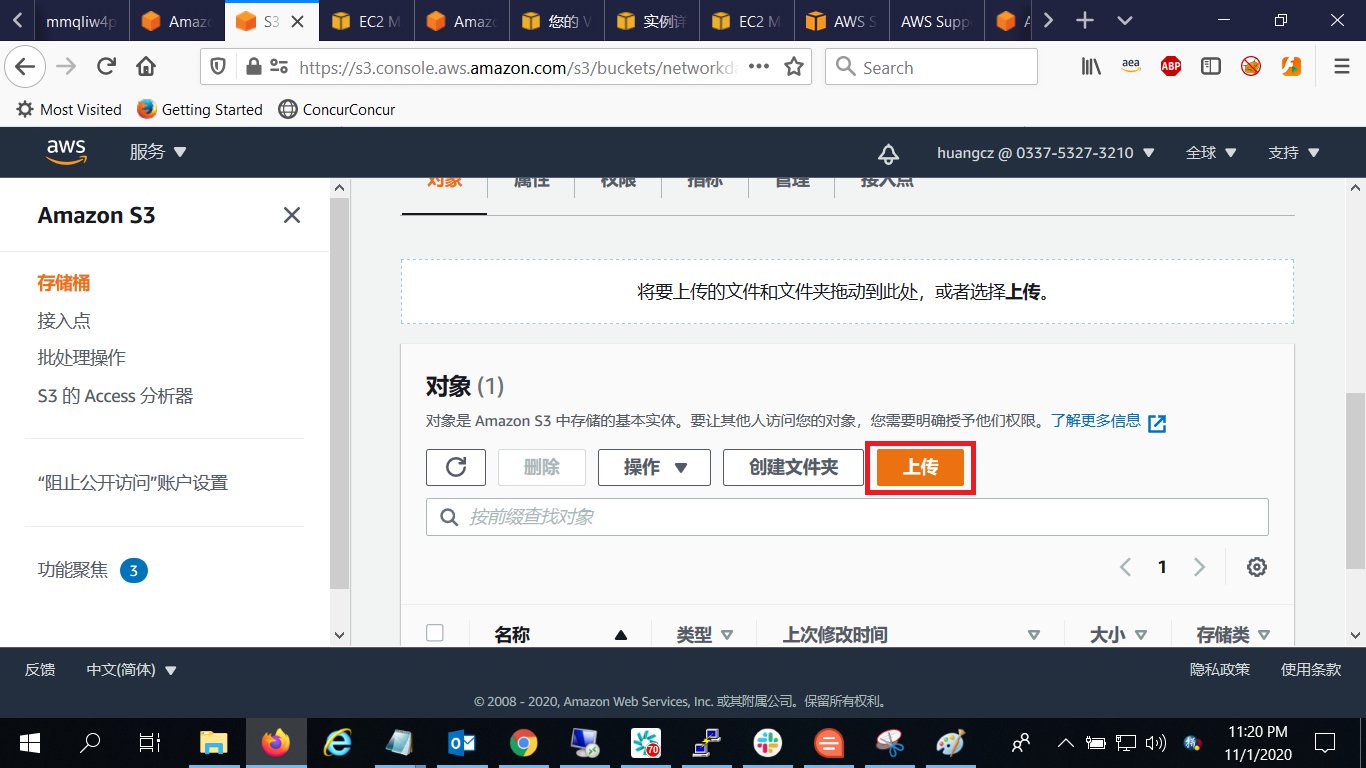 mmqliw4p Amazo S3 EC2 M Amazo 您的 V 实例详 EC2 M AWS S AWS Supp
https://s3.console.aws.amazon.com/s3/buckets/networkd Search
aea ABP
Most Visited Getting Started ConcurConcur
aws 服务 huangcz @ 0337-5327-3210 全球 支持
Amazon S3
存储桶
接入点
批处理操作
S3 的 Access 分析器
“阻止公开访问”账户设置
功能聚焦 3
对象 属性 权限 指标 管理 接入点
将要上传的文件和文件夹拖动到此处，或者选择上传。
对象 (1)
对象是 Amazon S3 中存储的基本实体。要让其他人访问您的对象，您需要明确授予他们权限。了解更多信息
删除 操作 创建文件夹 上传
按前缀查找对象
1
名称 类型 上次修改时间 大小 存储类
反馈 中文(简体) 隐私政策 使用条款
© 2008 - 2020, Amazon Web Services, Inc. 或其附属公司。保留所有权利。
70
11:20 PM
11/1/2020